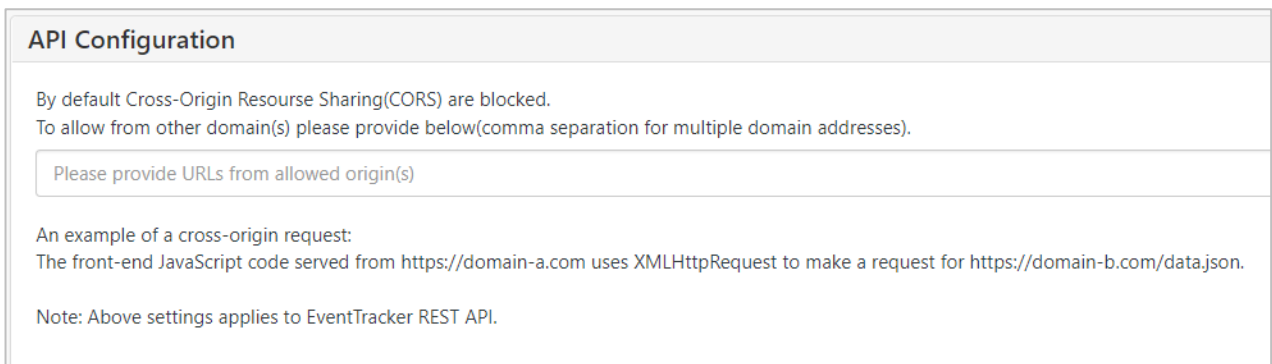 API Configuration
By default Cross-Origin Resourse Sharing(CORS) are blocked.
To allow from other domain(s) please provide below(comma separation for multiple domain addresses).
Please provide URLs from allowed origin(s)
An example of a cross-origin request:
The front-end JavaScript code served from https://domain-a.com uses XMLHttpRequest to make a request for https://domain-b.com/data.json.
Note: Above settings applies to EventTracker REST API.